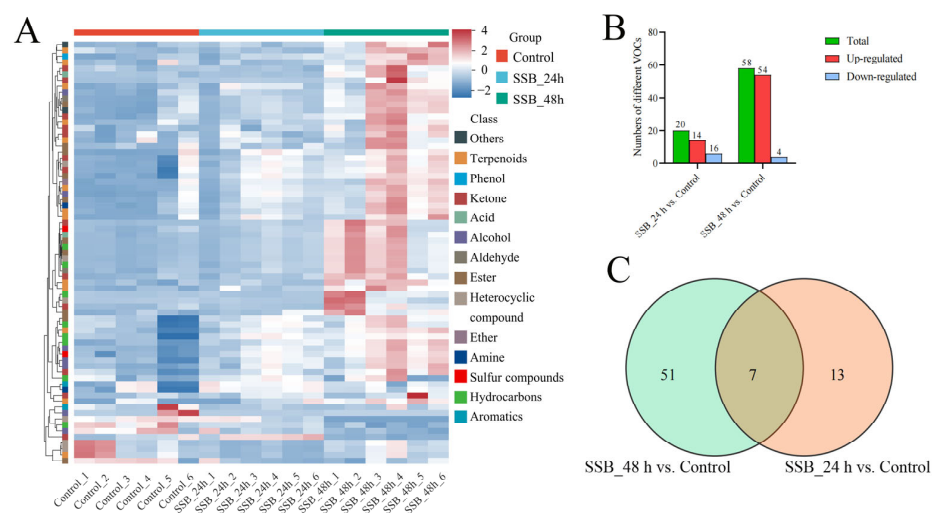 A
4
2
0
−2
Group
Control
SSB_24h
SSB_48h
Class
Others
Terpenoids
Phenol
Ketone
Acid
Alcohol
Aldehyde
Ester
Heterocyclic
compound
Ether
Amine
Sulfur compounds
Hydrocarbons
Aromatics
Control_1
Control_2
Control_3
Control_4
Control_5
Control_6
SSB_24h_1
SSB_24h_2
SSB_24h_3
SSB_24h_4
SSB_24h_5
SSB_24h_6
SSB_48h_1
SSB_48h_2
SSB_48h_3
SSB_48h_4
SSB_48h_5
SSB_48h_6
B
Numbers of different VOCs
80
60
40
20
0
20
14
16
58
54
4
SSB_24 h vs. Control
SSB_48 h vs. Control
Total
Up-regulated
Down-regulated
C
51
7
13
SSB_48 h vs. Control
SSB_24 h vs. Control